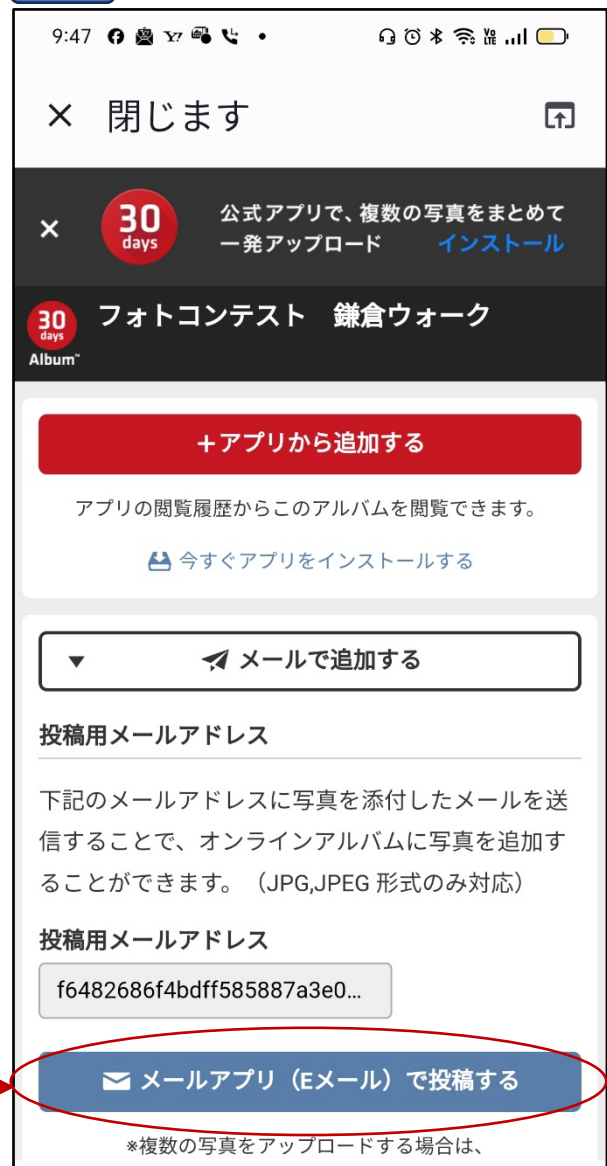 9:47
閉じます
30
days
公式アプリで、複数の写真をまとめて
一発アップロード インストール
30
days
Album™
フォトコンテスト 鎌倉ウォーク
+アプリから追加する
アプリの閲覧履歴からこのアルバムを閲覧できます。
今すぐアプリをインストールする
▼ メールで追加する
投稿用メールアドレス
下記のメールアドレスに写真を添付したメールを送
信することで、オンラインアルバムに写真を追加す
ることができます。（JPG,JPEG 形式のみ対応）
投稿用メールアドレス
f6482686f4bdff585887a3e0...
メールアプリ（Eメール）で投稿する
*複数の写真をアップロードする場合は、